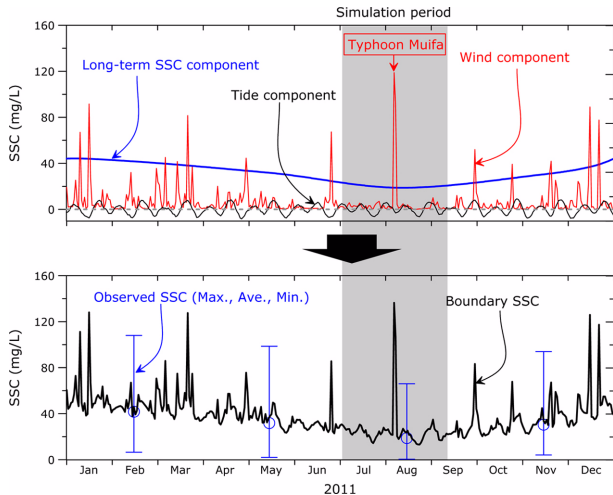 Simulation period
160
120
80
40
0
SSC (mg/L)
Typhoon Muifa
Long-term SSC component
Wind component
Tide component
160
120
80
40
0
SSC (mg/L)
Observed SSC (Max., Ave., Min.)
Boundary SSC
Jan Feb Mar Apr May Jun Jul Aug Sep Oct Nov Dec
2011